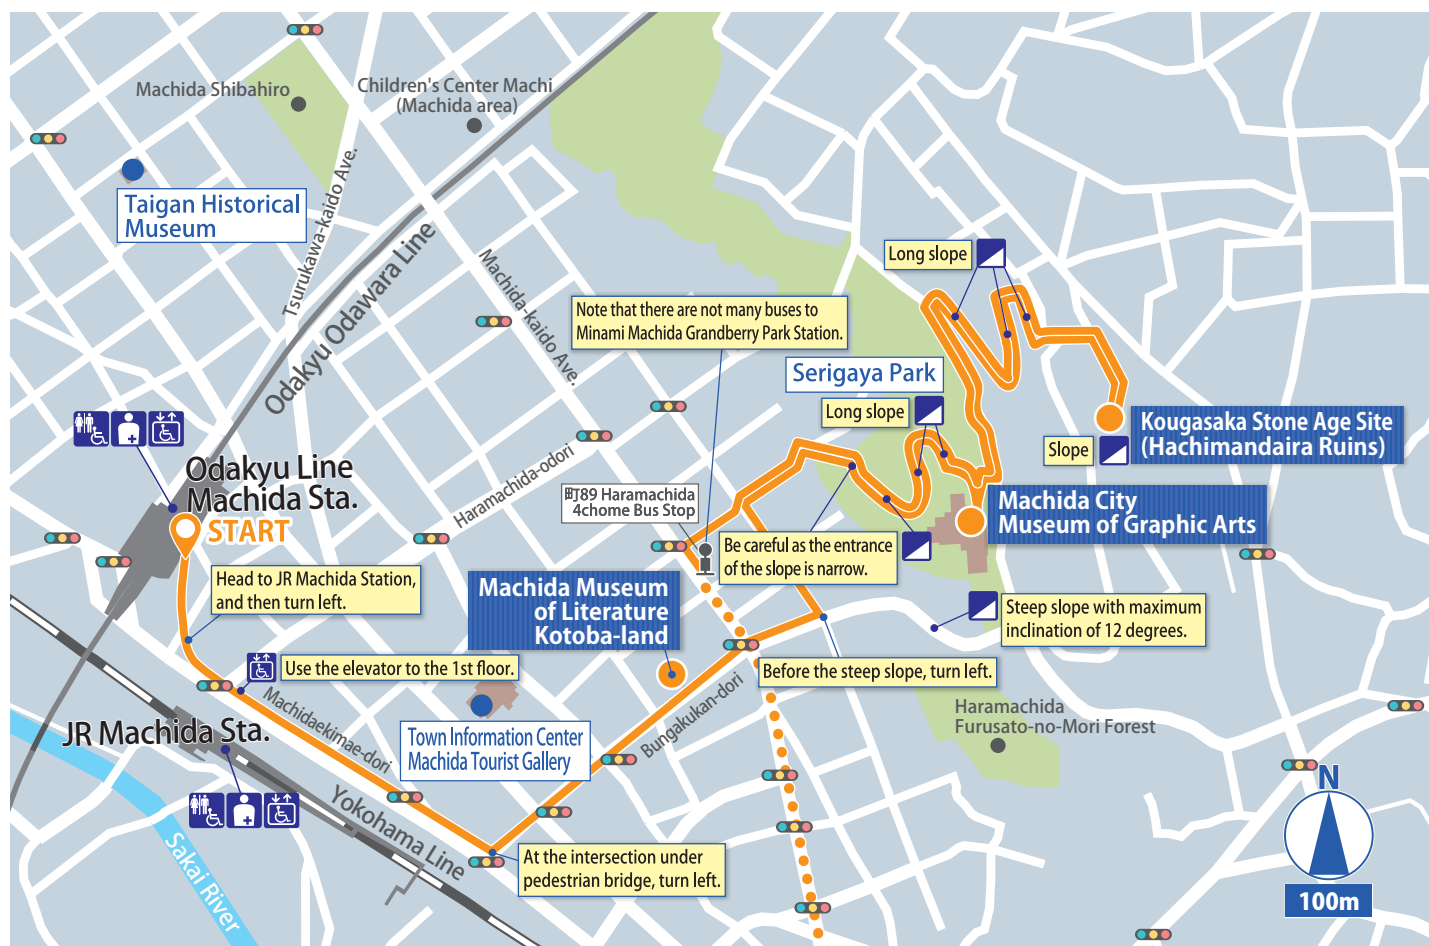 Machida Shibahiro
Children's Center Machi
(Machida area)
Taigan Historical
Museum
Tsurukawa-kaido Ave.
Odakyu Odawara Line
Machida-kaido Ave.
Long slope
Note that there are not many buses to
Minami Machida Grandberry Park Station.
Serigaya Park
Long slope
Kougasaka Stone Age Site
(Hachimandaira Ruins)
Slope
Odakyu Line
Machida Sta.
START
Haramachida-odori
町89 Haramachida
4chome Bus Stop
Machida City
Museum of Graphic Arts
Be careful as the entrance
of the slope is narrow.
Head to JR Machida Station,
and then turn left.
Machida Museum
of Literature
Kotoba-land
Steep slope with maximum
inclination of 12 degrees.
Use the elevator to the 1st floor.
Before the steep slope, turn left.
Machidaekimae-dori
Bungakukan-dori
Haramachida
Furusato-no-Mori Forest
JR Machida Sta.
Town Information Center
Machida Tourist Gallery
Yokohama Line
Sakai River
At the intersection under
pedestrian bridge, turn left.
N
100m